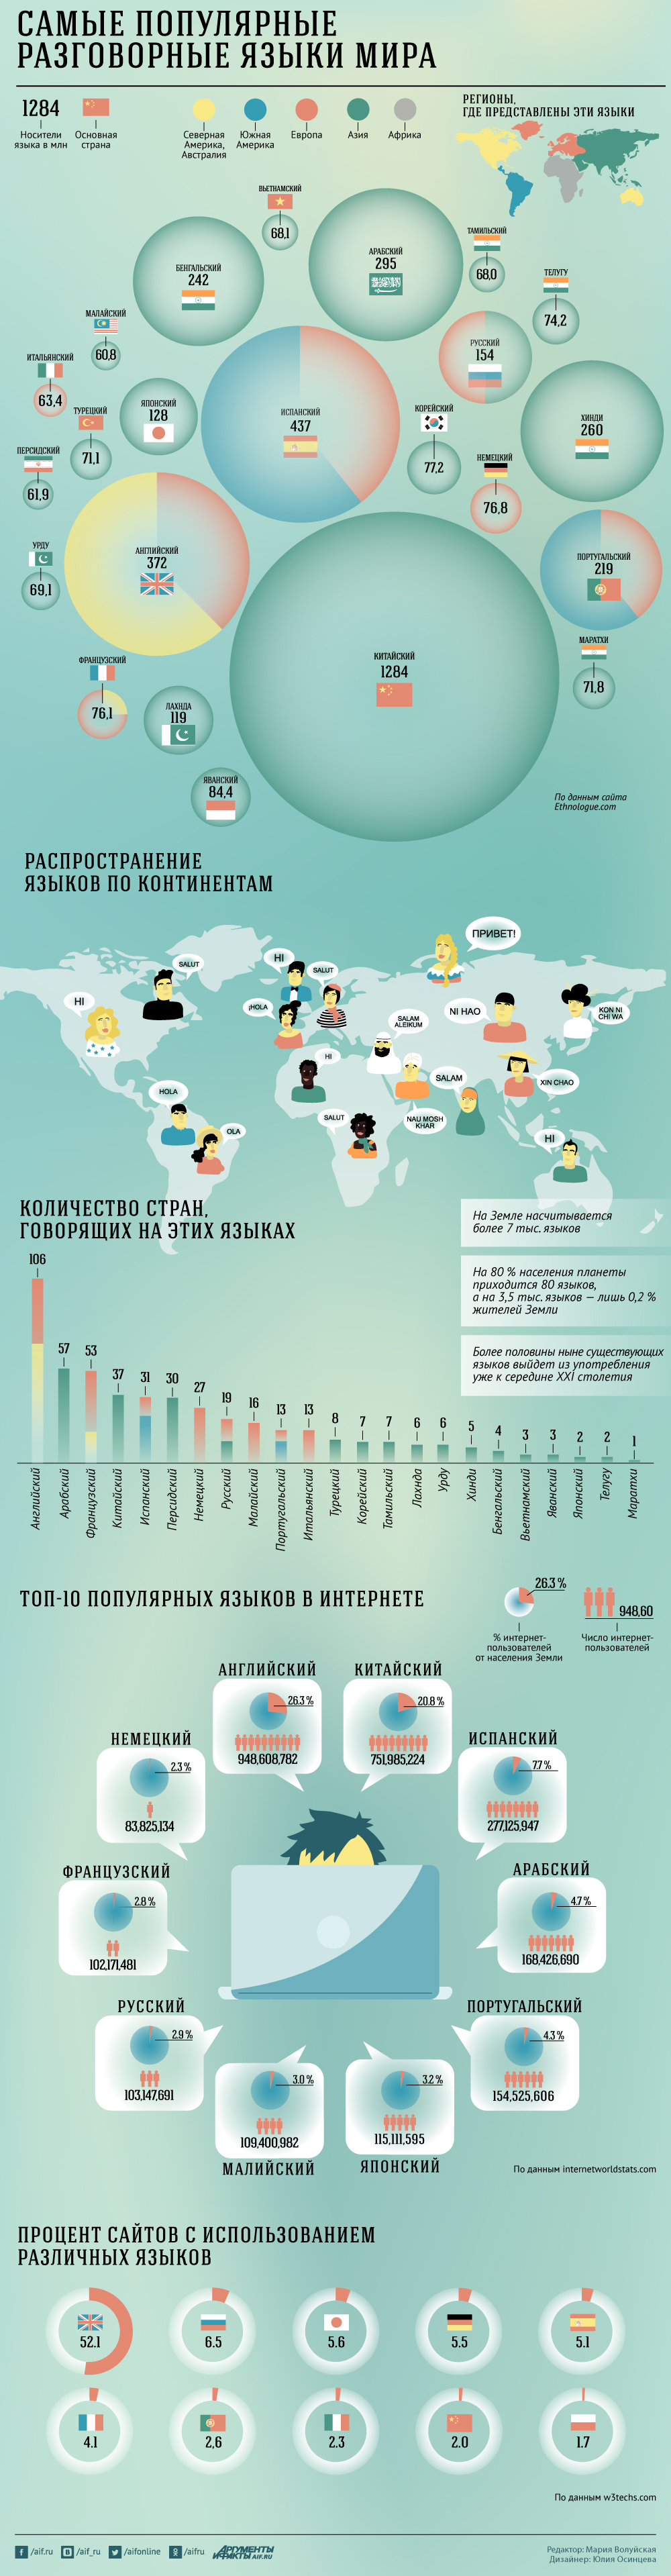 САМЫЕ ПОПУЛЯРНЫЕ
РАЗГОВОРНЫЕ ЯЗЫКИ МИРА
1284
Носители
языка в млн
Основная
страна
Северная
Америка,
Австралия
Южная
Америка
Европа
Азия
Африка
РЕГИОНЫ,
ГДЕ ПРЕДСТАВЛЕНЫ ЭТИ ЯЗЫКИ
ВЬЕТНАМСКИЙ
68,1
БЕНГАЛЬСКИЙ
242
АРАБСКИЙ
295
ТАМИЛЬСКИЙ
68,0
ТЕЛУГУ
74,2
МАЛАЙСКИЙ
60,8
РУССКИЙ
154
ИТАЛЬЯНСКИЙ
63,4
ТУРЕЦКИЙ
71,1
ЯПОНСКИЙ
128
ИСПАНСКИЙ
437
КОРЕЙСКИЙ
77,2
ХИНДИ
260
ПЕРСИДСКИЙ
61,9
НЕМЕЦКИЙ
76,8
УРДУ
69,1
АНГЛИЙСКИЙ
372
ПОРТУГАЛЬСКИЙ
219
КИТАЙСКИЙ
1284
МАРАТХИ
71,8
ФРАНЦУЗСКИЙ
76,1
ЛАХНДА
119
ЯВАНСКИЙ
84,4
По данным сайта
Ethnologue.com
РАСПРОСТРАНЕНИЕ
ЯЗЫКОВ ПО КОНТИНЕНТАМ
ПРИВЕТ!
SALUT
HI
SALUT
HI
¡HOLA
SALAM
ALEIKUM
NI HAO
KON NI
CHI WA
HI
SALAM
XIN CHAO
HOLA
SALUT
NAU MOSH
KHAR
OLA
HI
КОЛИЧЕСТВО СТРАН,
ГОВОРЯЩИХ НА ЭТИХ ЯЗЫКАХ
На Земле насчитывается
более 7 тыс. языков
На 80 % населения планеты
приходится 80 языков,
а на 3,5 тыс. языков — лишь 0,2 %
жителей Земли
Более половины ныне существующих
языков выйдет из употребления
уже к середине XXI столетия
106
57
53
37
31
30
27
19
16
13
13
8
7
7
6
6
5
4
3
3
2
2
1
Английский
Арабский
Французский
Китайский
Испанский
Персидский
Немецкий
Русский
Малайский
Португальский
Итальянский
Турецкий
Корейский
Тамильский
Лахнда
Урду
Хинди
Бенгальский
Вьетнамский
Яванский
Японский
Телугу
Маратхи
ТОП-10 ПОПУЛЯРНЫХ ЯЗЫКОВ В ИНТЕРНЕТЕ
26.3 %
948,60
% интернет-
пользователей
от населения Земли
Число интернет-
пользователей
АНГЛИЙСКИЙ
26.3 %
948,608,782
КИТАЙСКИЙ
20.8 %
751,985,224
НЕМЕЦКИЙ
2.3 %
83,825,134
ИСПАНСКИЙ
7.7 %
277,125,947
ФРАНЦУЗСКИЙ
2.8 %
102,171,481
АРАБСКИЙ
4.7 %
168,426,690
РУССКИЙ
2.9 %
103,147,691
ПОРТУГАЛЬСКИЙ
4.3 %
154,525,606
3.0 %
109,400,982
МАЛИЙСКИЙ
3.2 %
115,111,595
ЯПОНСКИЙ
По данным internetworldstats.com
ПРОЦЕНТ САЙТОВ С ИСПОЛЬЗОВАНИЕМ
РАЗЛИЧНЫХ ЯЗЫКОВ
52.1
6.5
5.6
5.5
5.1
4.1
2,6
2.3
2.0
1.7
По данным w3techs.com
/aif.ru
/aif_ru
/aifonline
/aifru
АРГУМЕНТЫ
И ФАКТЫ AIF.RU
Редактор: Мария Волуйская
Дизайнер: Юлия Осинцева